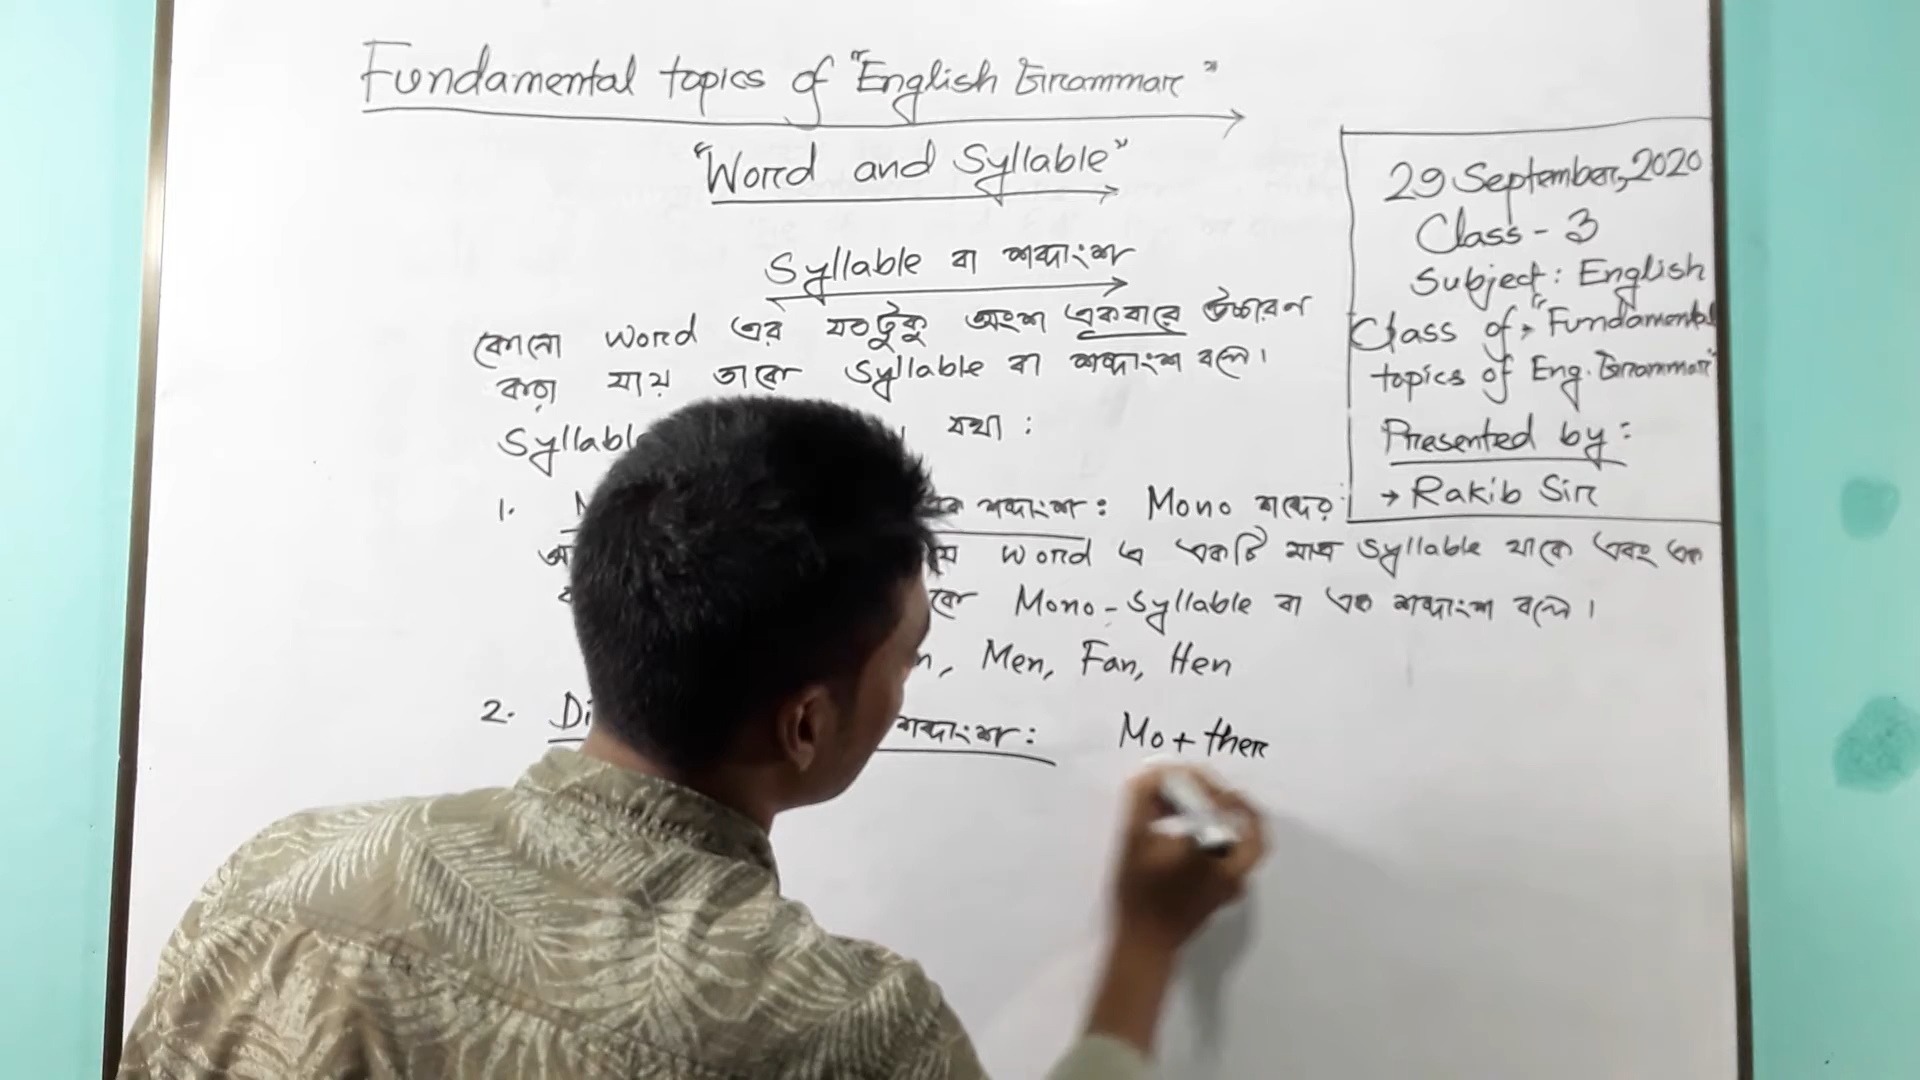 Fundamental topics of "English Grammar"
"Word and Syllable"
Syllable বা শব্দাংশ
কোনো word এর যতটুকু অংশ একবারে উচ্চারণ
করা যায় তাকে syllable বা শব্দাংশ বলে।
Syllable যথা :
1. শব্দাংশ : Mono শব্দের
word এ একটি মাত্র syllable থাকে এবং এক
Mono-syllable বা এক শব্দাংশ বলে।
Men, Fan, Hen
2. Di শব্দাংশ : Mo + ther
29 September, 2020
Class - 3
Subject : English
Class of "Fundamental
topics of Eng. Grammar"
Presented by :
→ Rakib Sir